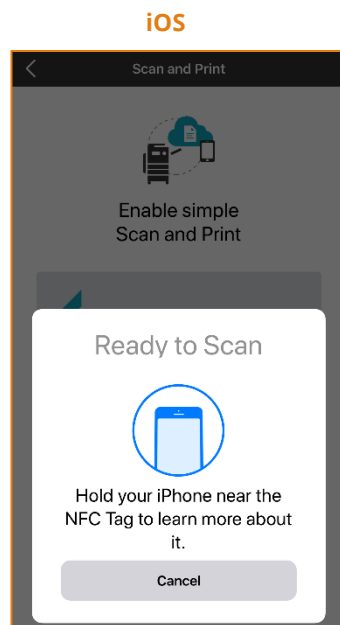 iOS
Scan and Print
Enable simple
Scan and Print
Ready to Scan
Hold your iPhone near the
NFC Tag to learn more about
it.
Cancel